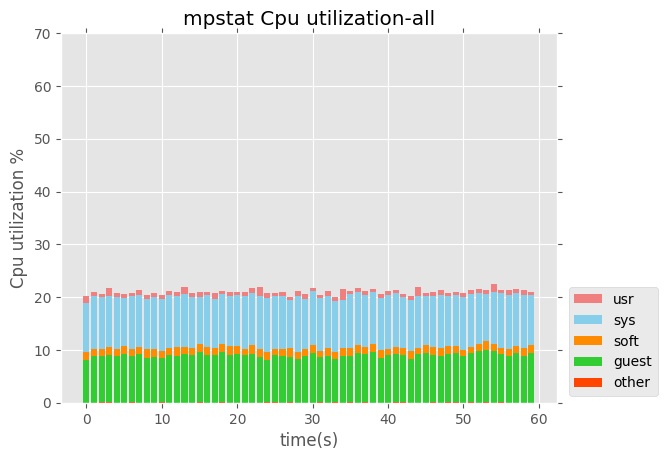 mpstat Cpu utilization-all
70
60
50
40
30
20
10
0
Cpu utilization %
0 10 20 30 40 50 60
time(s)
usr
sys
soft
guest
other